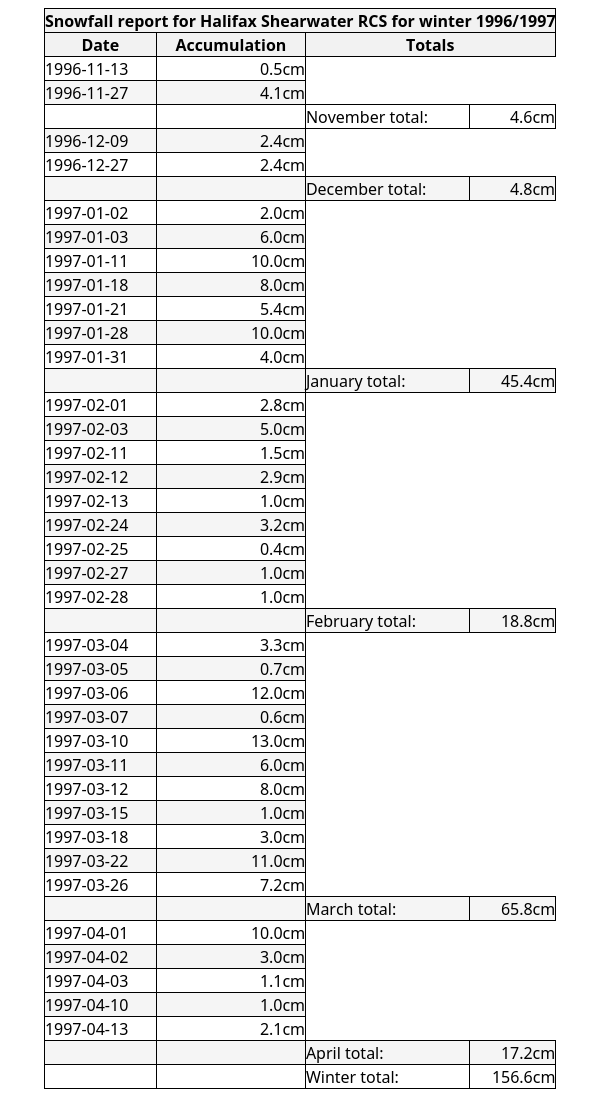 Snowfall report for Halifax Shearwater RCS for winter 1996/1997
Date Accumulation Totals
1996-11-13 0.5cm
1996-11-27 4.1cm
November total: 4.6cm
1996-12-09 2.4cm
1996-12-27 2.4cm
December total: 4.8cm
1997-01-02 2.0cm
1997-01-03 6.0cm
1997-01-11 10.0cm
1997-01-18 8.0cm
1997-01-21 5.4cm
1997-01-28 10.0cm
1997-01-31 4.0cm
January total: 45.4cm
1997-02-01 2.8cm
1997-02-03 5.0cm
1997-02-11 1.5cm
1997-02-12 2.9cm
1997-02-13 1.0cm
1997-02-24 3.2cm
1997-02-25 0.4cm
1997-02-27 1.0cm
1997-02-28 1.0cm
February total: 18.8cm
1997-03-04 3.3cm
1997-03-05 0.7cm
1997-03-06 12.0cm
1997-03-07 0.6cm
1997-03-10 13.0cm
1997-03-11 6.0cm
1997-03-12 8.0cm
1997-03-15 1.0cm
1997-03-18 3.0cm
1997-03-22 11.0cm
1997-03-26 7.2cm
March total: 65.8cm
1997-04-01 10.0cm
1997-04-02 3.0cm
1997-04-03 1.1cm
1997-04-10 1.0cm
1997-04-13 2.1cm
April total: 17.2cm
Winter total: 156.6cm